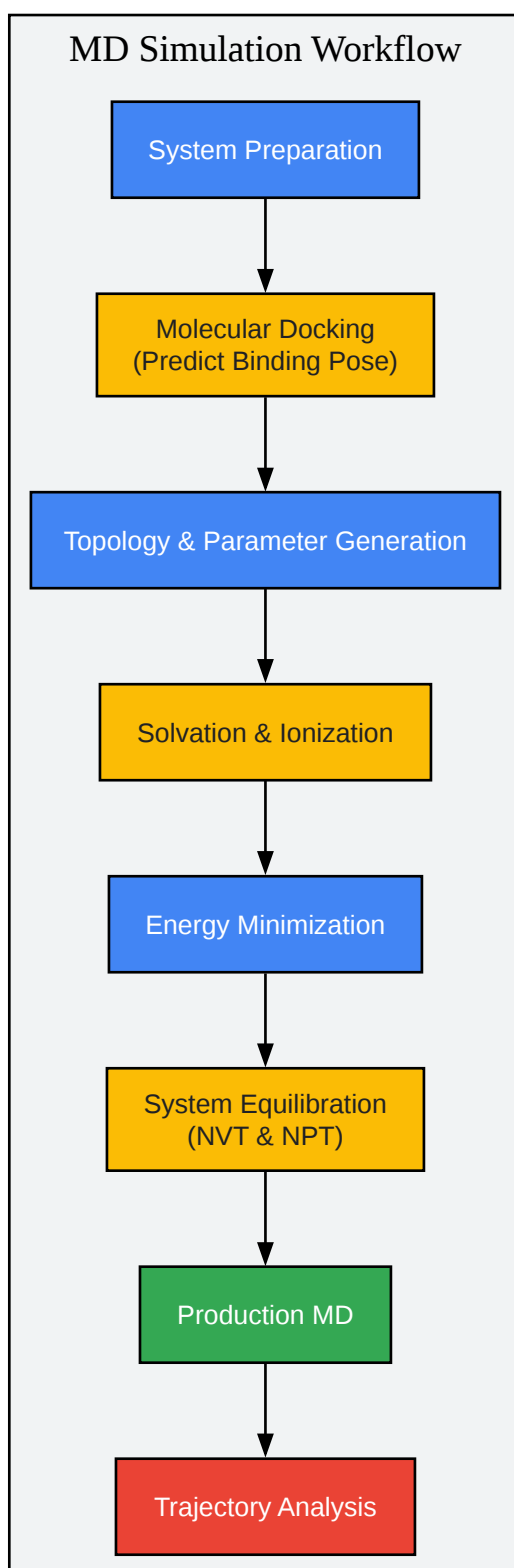 MD Simulation Workflow
System Preparation
Molecular Docking
(Predict Binding Pose)
Topology & Parameter Generation
Solvation & Ionization
Energy Minimization
System Equilibration
(NVT & NPT)
Production MD
Trajectory Analysis